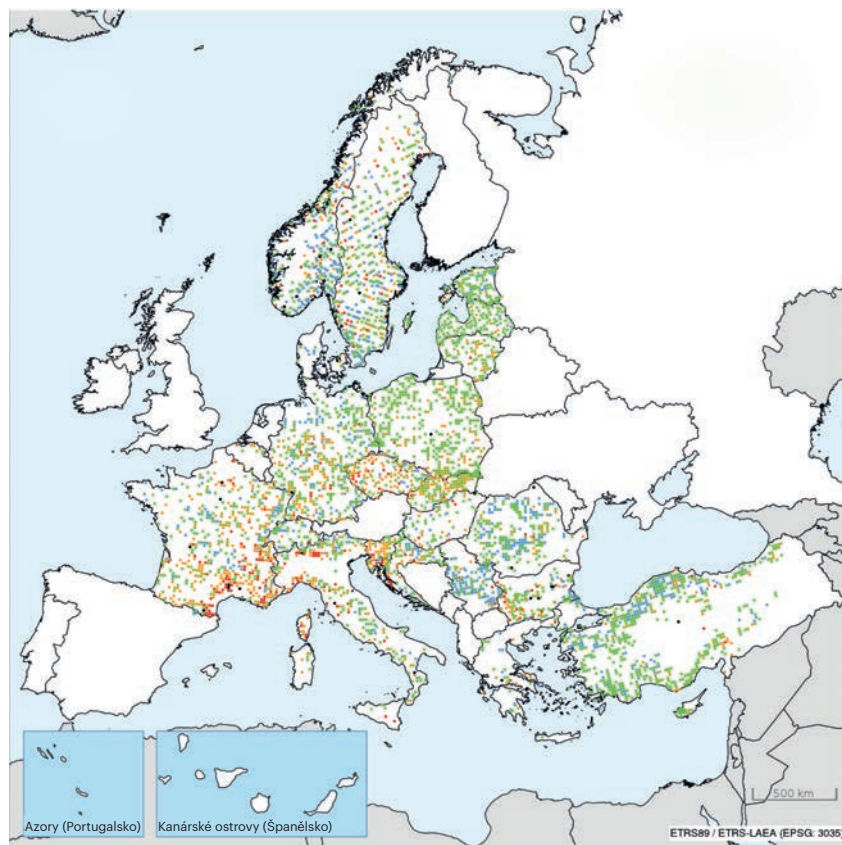 500 km
Azory (Portugalsko)
Kanárské ostrovy (Španělsko)
ETRS89 / ETRS-LAEA (EPSG: 3035)